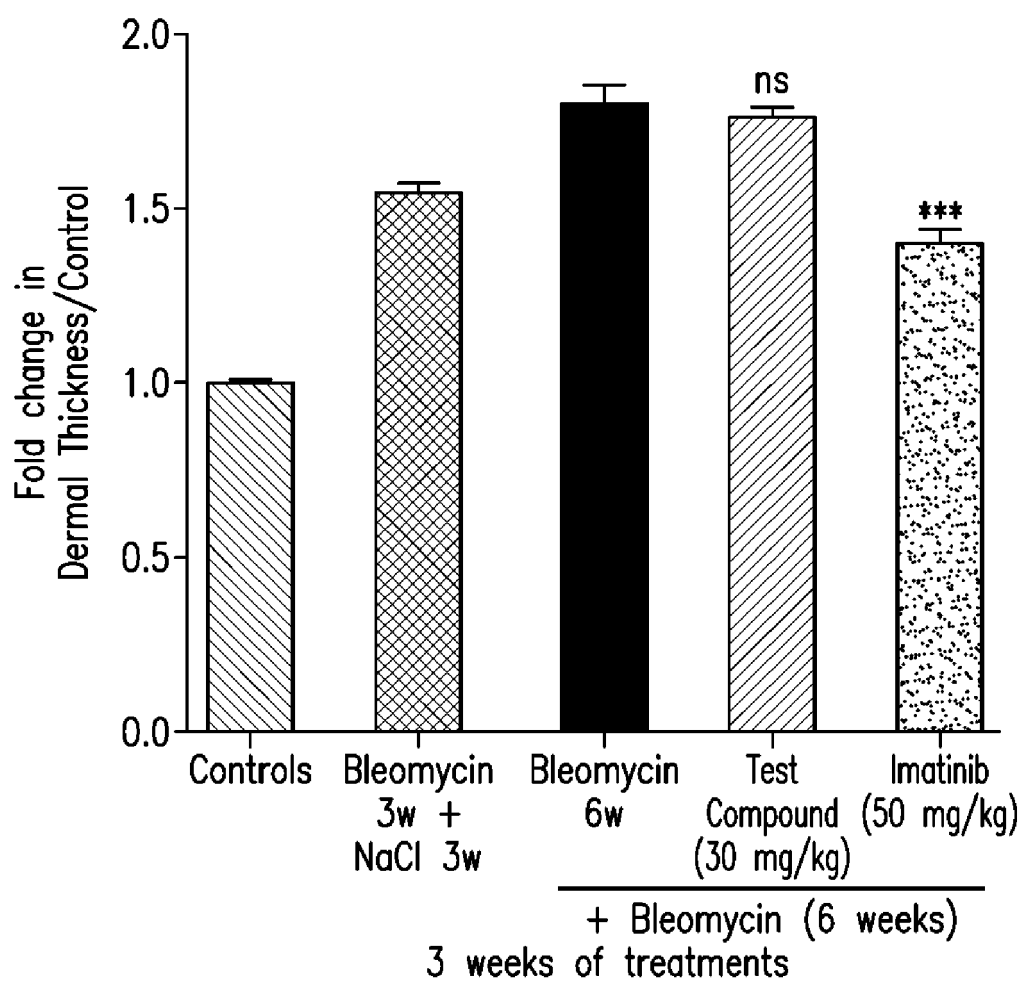 Fold change in
Dermal Thickness/Control
2.0
1.5
1.0
0.5
0.0
ns
***
Controls
Bleomycin
3w +
NaCl 3w
Bleomycin
6w
Test
Compound
(30 mg/kg)
Imatinib
(50 mg/kg)
+ Bleomycin (6 weeks)
3 weeks of treatments